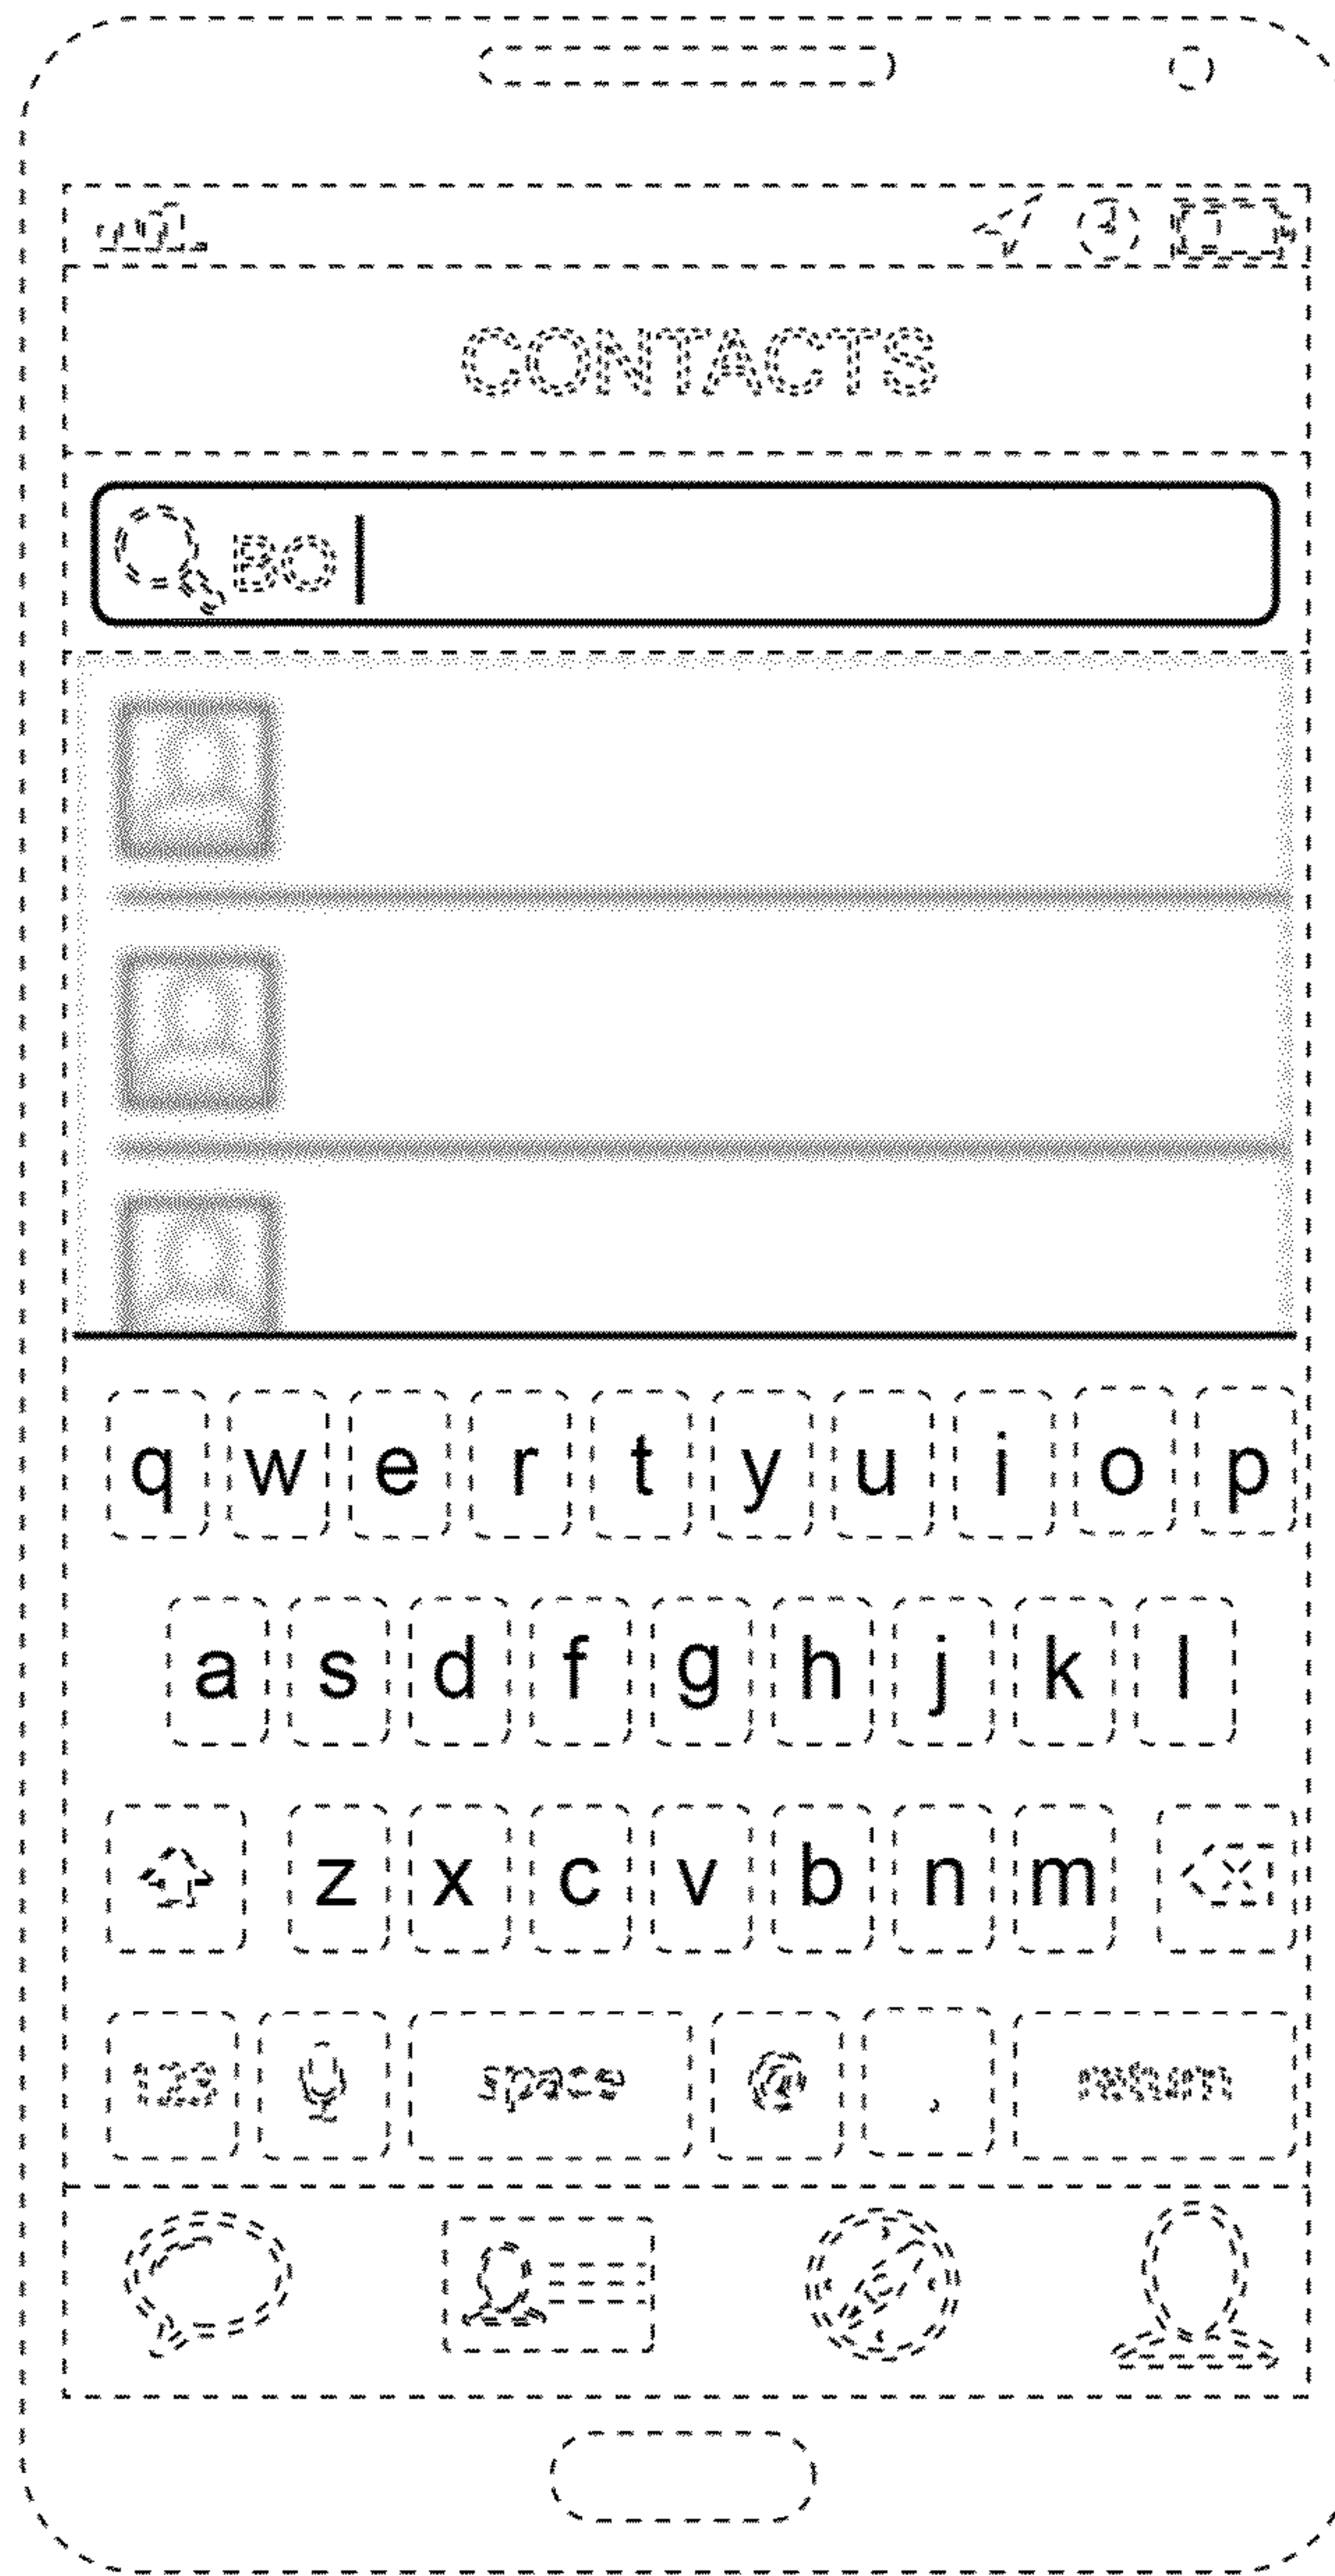 CONTACTS
BO
q w e r t y u i o p
a s d f g h j k l
z x c v b n m
123 space @ , return